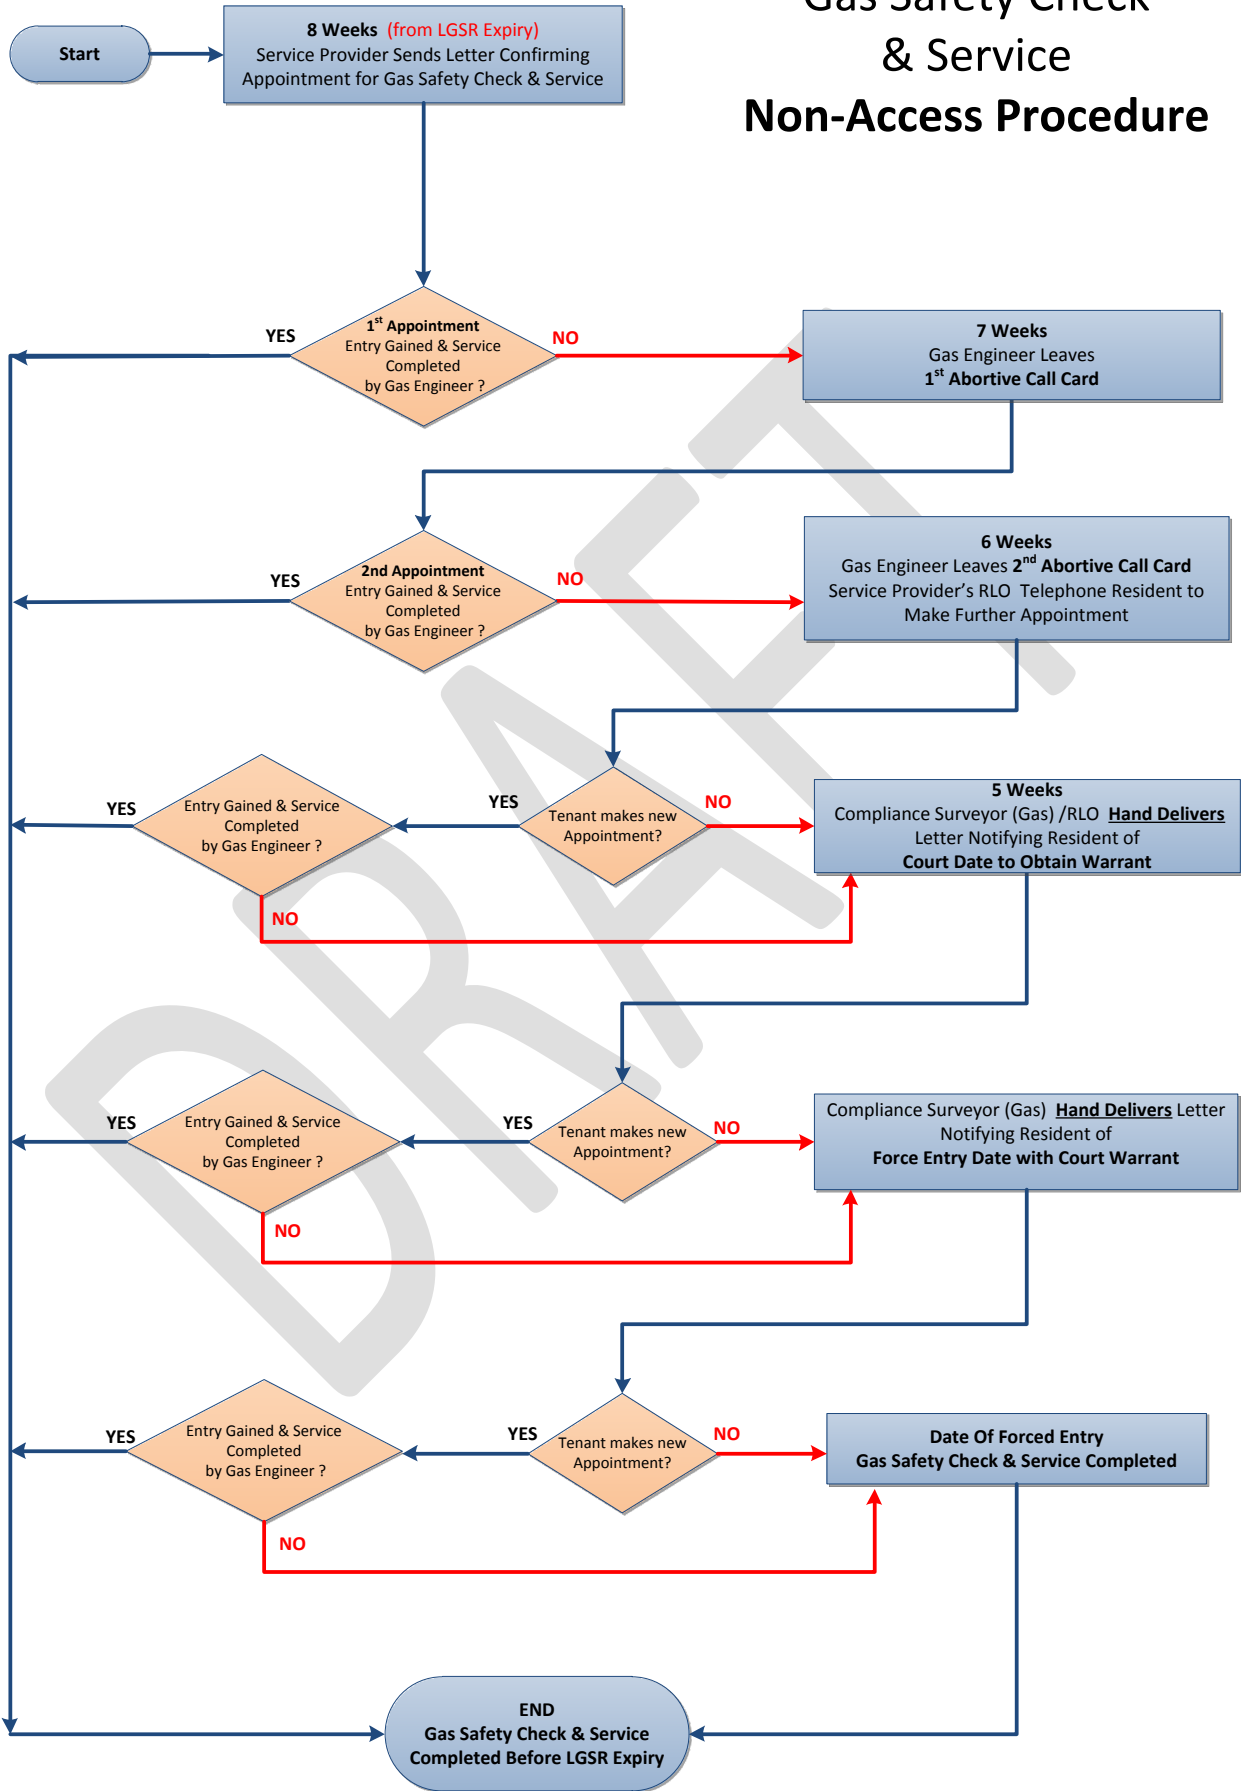 Gas Safety Check
& Service
Non-Access Procedure
Start
8 Weeks (from LGSR Expiry)
Service Provider Sends Letter Confirming
Appointment for Gas Safety Check & Service
1st Appointment
Entry Gained & Service
Completed
by Gas Engineer ?
YES
NO
7 Weeks
Gas Engineer Leaves
1st Abortive Call Card
2nd Appointment
Entry Gained & Service
Completed
by Gas Engineer ?
YES
NO
6 Weeks
Gas Engineer Leaves 2nd Abortive Call Card
Service Provider's RLO Telephone Resident to
Make Further Appointment
Tenant makes new
Appointment?
YES
NO
Entry Gained & Service
Completed
by Gas Engineer ?
YES
NO
5 Weeks
Compliance Surveyor (Gas) /RLO Hand Delivers
Letter Notifying Resident of
Court Date to Obtain Warrant
Tenant makes new
Appointment?
YES
NO
Entry Gained & Service
Completed
by Gas Engineer ?
YES
NO
Compliance Surveyor (Gas) Hand Delivers Letter
Notifying Resident of
Force Entry Date with Court Warrant
Tenant makes new
Appointment?
YES
NO
Entry Gained & Service
Completed
by Gas Engineer ?
YES
NO
Date Of Forced Entry
Gas Safety Check & Service Completed
END
Gas Safety Check & Service
Completed Before LGSR Expiry
DRAFT